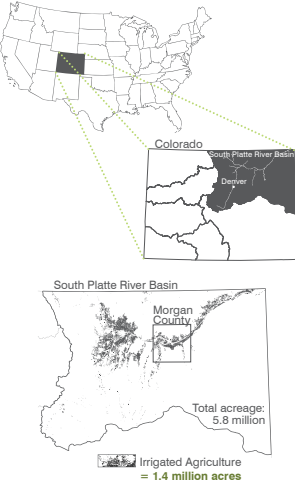 Colorado
South Platte River Basin
Denver
South Platte River Basin
Morgan
County
Total acreage:
5.8 million
Irrigated Agriculture
= 1.4 million acres